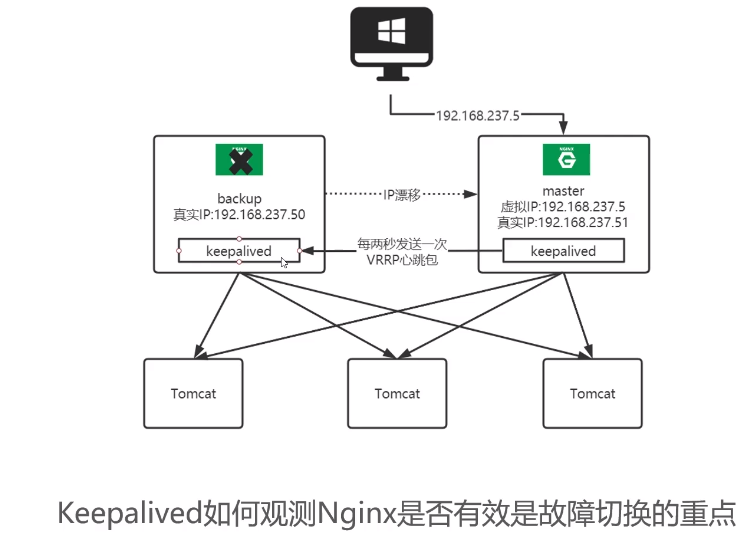 192.168.237.5
NGINX
backup
真实IP:192.168.237.50
keepalived
IP漂移
每两秒发送一次
VRRP心跳包
NGINX
G
master
虚拟IP:192.168.237.5
真实IP:192.168.237.51
keepalived
Tomcat
Tomcat
Tomcat
Keepalived如何观测Nginx是否有效是故障切换的重点